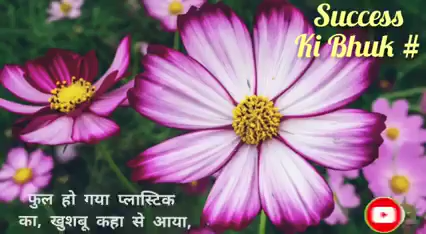 Success
Ki Bhuk #
फुल हो गया प्लास्टिक
का, खुशबू कहा से आया,